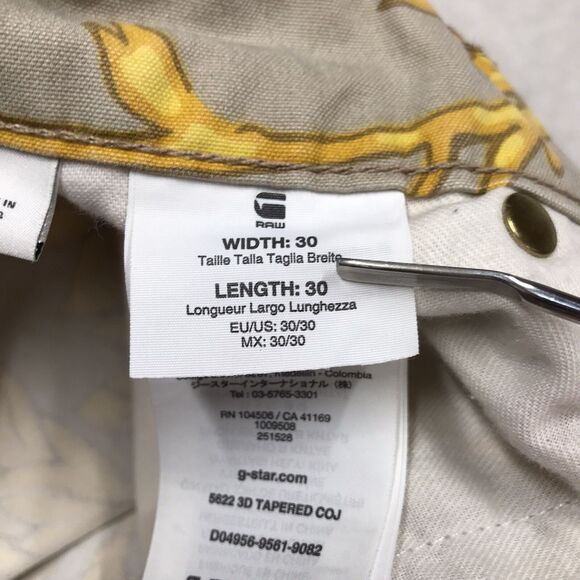 IN
RAW
WIDTH: 30
Taille Talla Taglia Breite
LENGTH: 30
Longueur Largo Lunghezza
EU/US: 30/30
MX: 30/30
Medellin - Colombia
ジースターインターナショナル(株)
Tel : 03-5765-3301
RN 104506 / CA 41169
1009508
251528
g-star.com
5622 3D TAPERED COJ
D04956-9561-9082